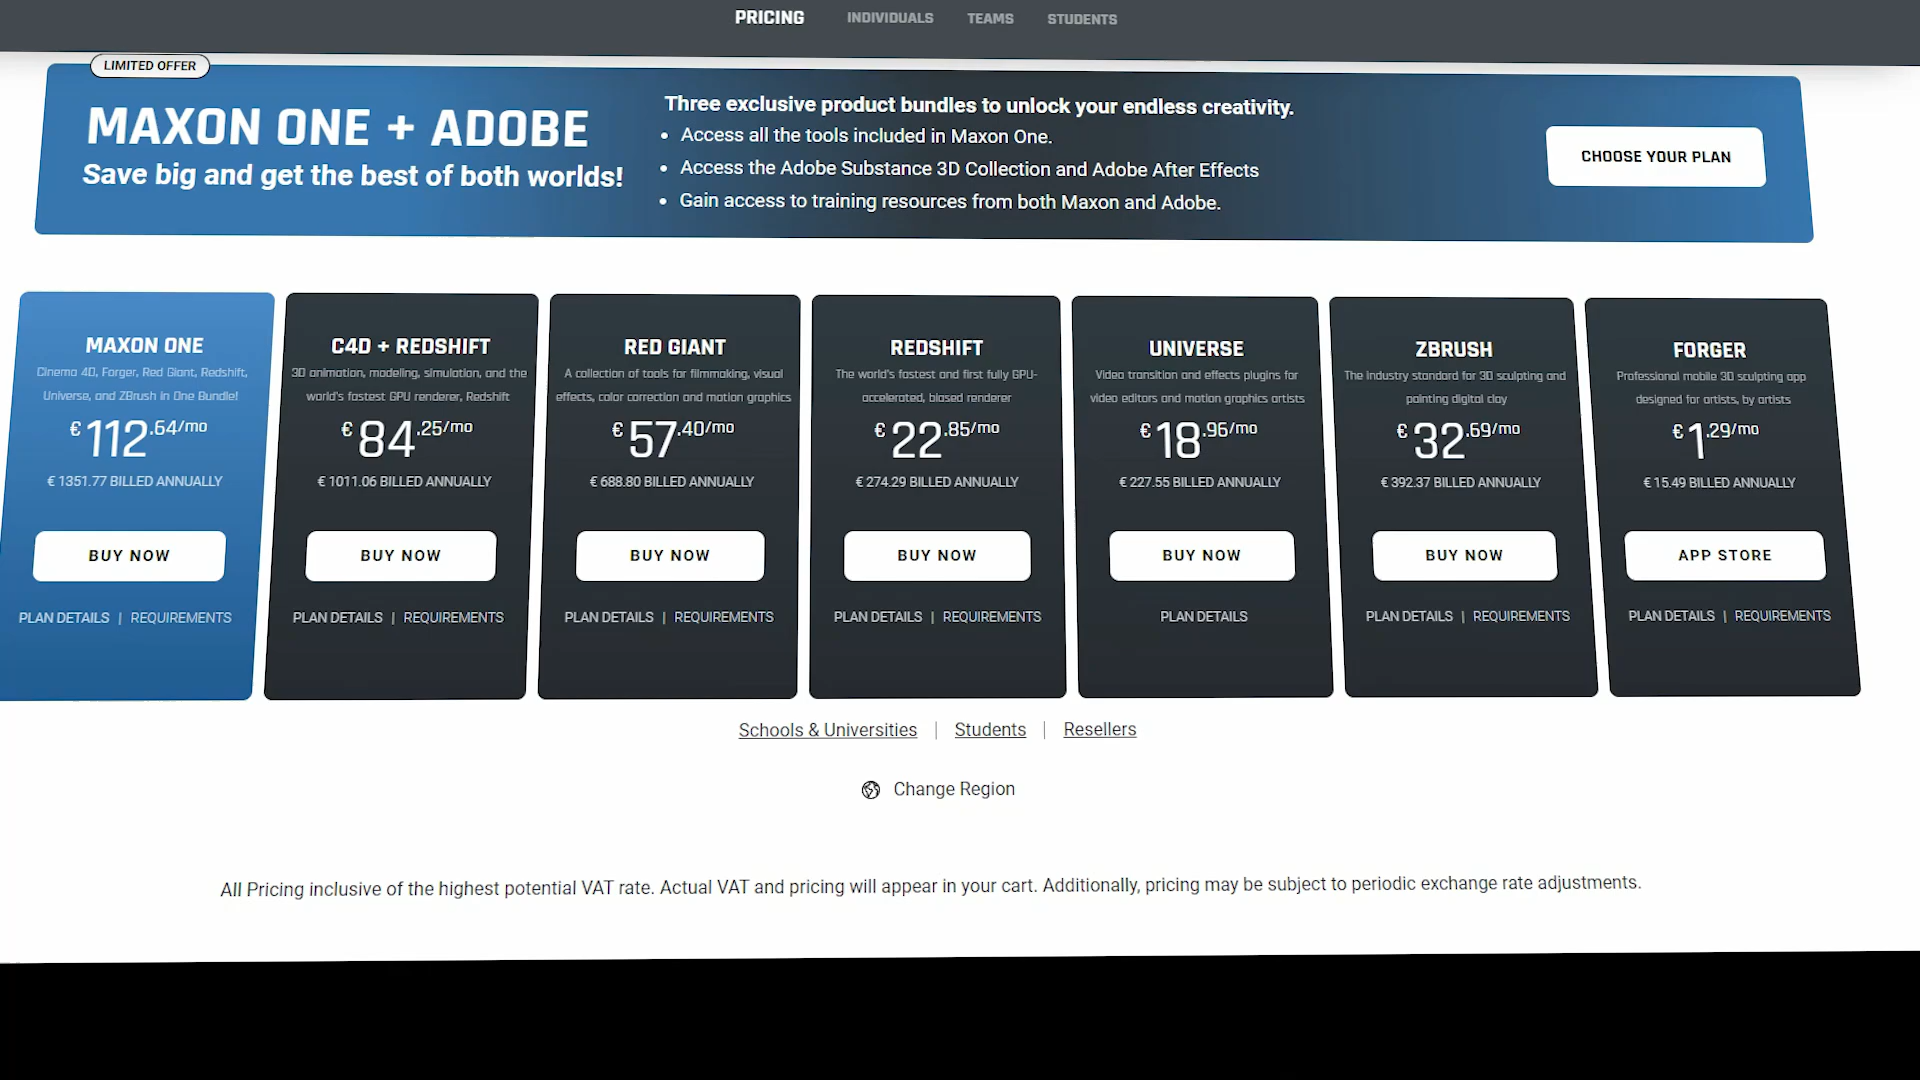 PRICING INDIVIDUALS TEAMS STUDENTS
LIMITED OFFER
MAXON ONE + ADOBE
Save big and get the best of both worlds!
Three exclusive product bundles to unlock your endless creativity.
• Access all the tools included in Maxon One.
• Access the Adobe Substance 3D Collection and Adobe After Effects
• Gain access to training resources from both Maxon and Adobe.
CHOOSE YOUR PLAN
MAXON ONE
Cinema 4D, Forger, Red Giant, Redshift,
Universe, and ZBrush in One Bundle!
€ 112.64/mo
€ 1351.77 BILLED ANNUALLY
BUY NOW
PLAN DETAILS | REQUIREMENTS
C4D + REDSHIFT
3D animation, modeling, simulation, and the
world's fastest GPU renderer, Redshift
€ 84.25/mo
€ 1011.06 BILLED ANNUALLY
BUY NOW
PLAN DETAILS | REQUIREMENTS
RED GIANT
A collection of tools for filmmaking, visual
effects, color correction and motion graphics
€ 57.40/mo
€ 688.80 BILLED ANNUALLY
BUY NOW
PLAN DETAILS | REQUIREMENTS
REDSHIFT
The world's fastest and first fully GPU-
accelerated, biased renderer
€ 22.85/mo
€ 274.29 BILLED ANNUALLY
BUY NOW
PLAN DETAILS | REQUIREMENTS
UNIVERSE
Video transition and effects plugins for
video editors and motion graphics artists
€ 18.96/mo
€ 227.55 BILLED ANNUALLY
BUY NOW
PLAN DETAILS
ZBRUSH
The industry standard for 3D sculpting and
painting digital clay
€ 32.69/mo
€ 392.37 BILLED ANNUALLY
BUY NOW
PLAN DETAILS | REQUIREMENTS
FORGER
Professional mobile 3D sculpting app
designed for artists, by artists
€ 1.29/mo
€ 15.49 BILLED ANNUALLY
APP STORE
PLAN DETAILS | REQUIREMENTS
Schools & Universities | Students | Resellers
Change Region
All Pricing inclusive of the highest potential VAT rate. Actual VAT and pricing will appear in your cart. Additionally, pricing may be subject to periodic exchange rate adjustments.